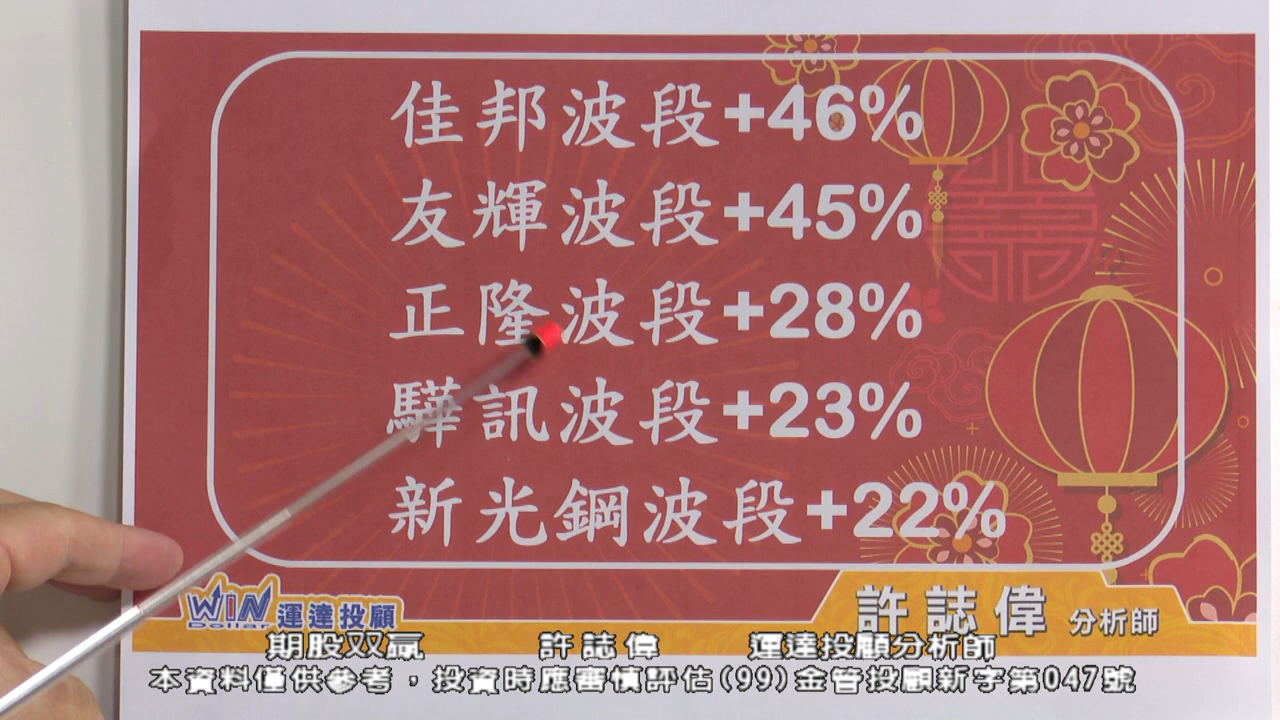 佳邦波段+46%
友輝波段+45%
正隆波段+28%
驊訊波段+23%
新光鋼波段+22%
WIN Dollar 運達投顧
許誌偉 分析師
期股双赢 許誌偉 運達投顧分析師
本資料僅供參考，投資時應審慎評估(99)金管投顧新字第047號